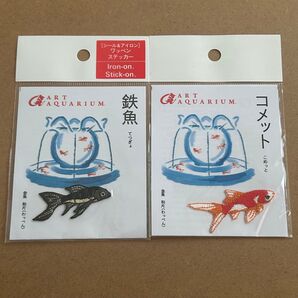 [シール&アイロン]
ワッペン
ステッカー
Iron-on.
Stick-on.
ART
AQUARIUM
鉄魚
てつぎょ
ART
AQUARIUM
コメット
こめっと